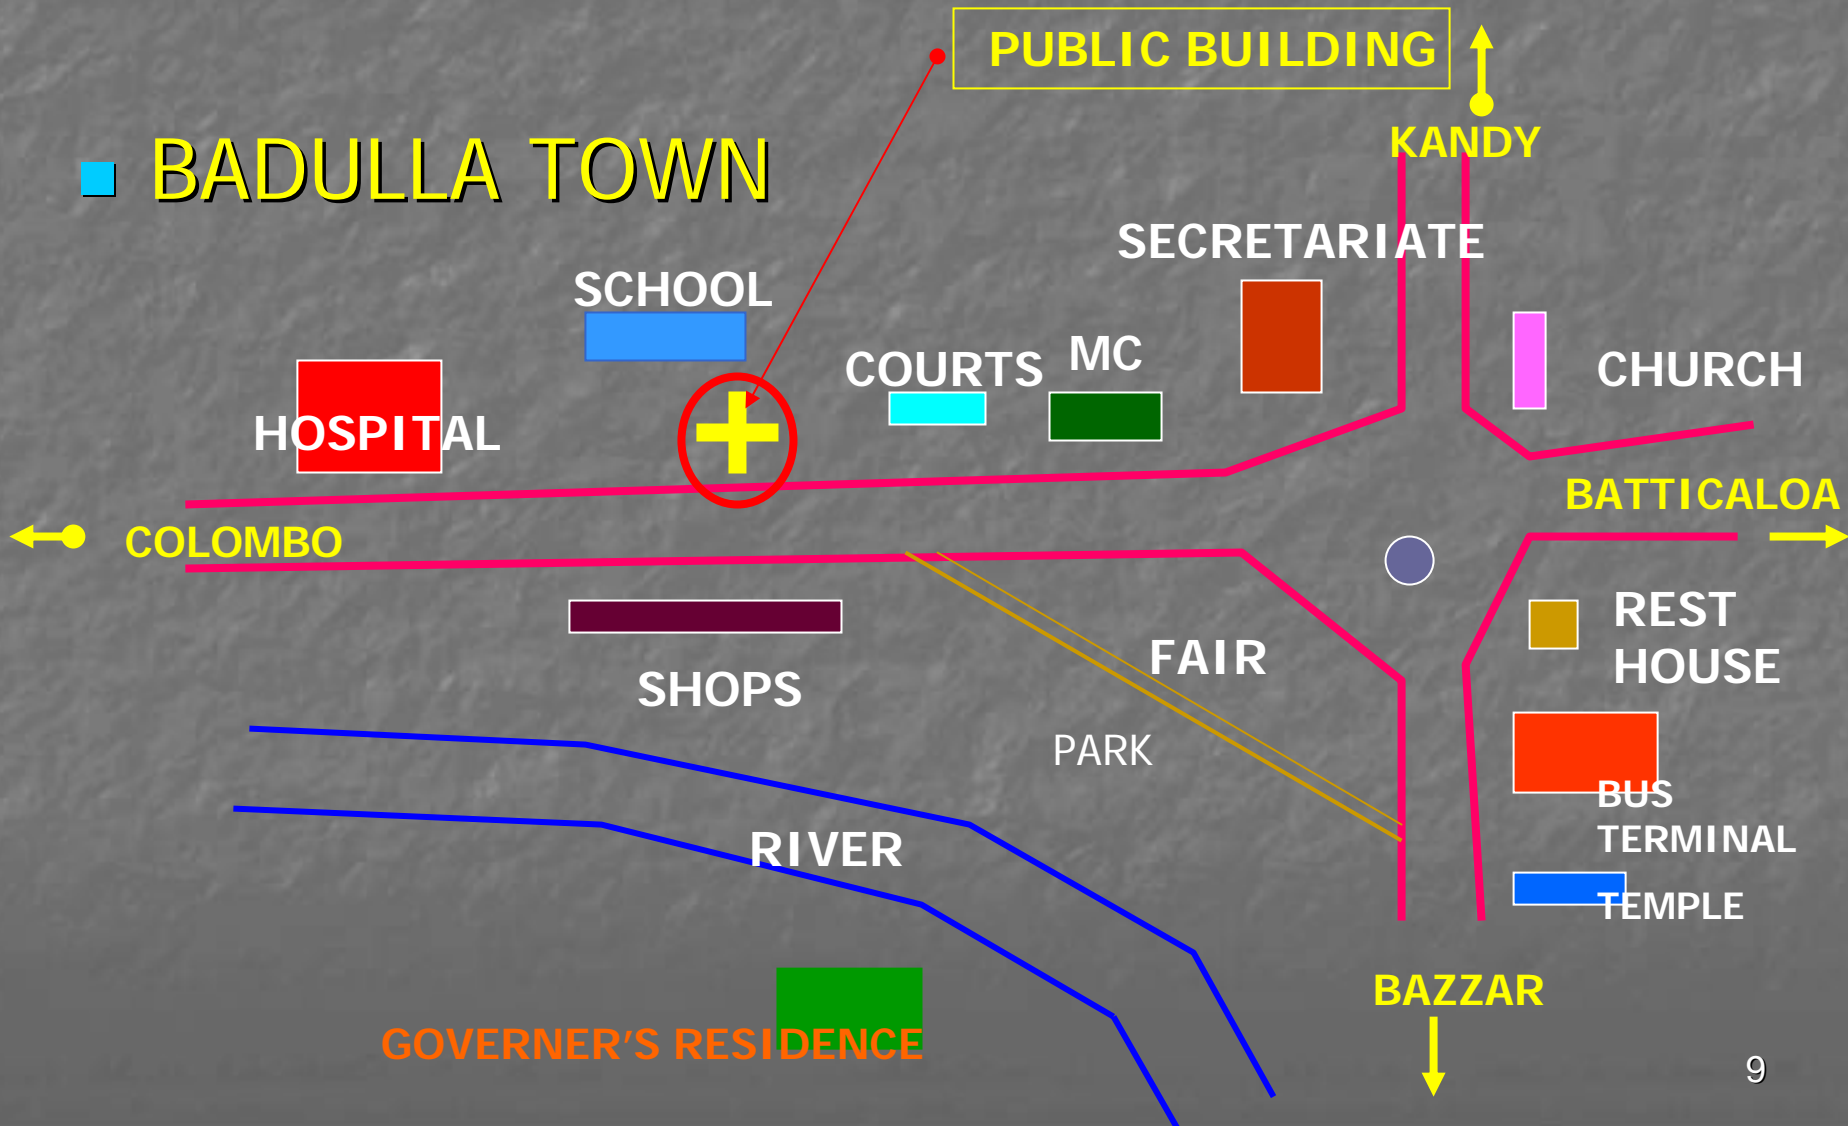 PUBLIC BUILDING
KANDY
BADULLA TOWN
SECRETARIATE
SCHOOL
MC
COURTS
CHURCH
HOSPITAL
BATTICALOA
COLOMBO
REST
HOUSE
FAIR
SHOPS
PARK
BUS
TERMINAL
RIVER
TEMPLE
BAZZAR
GOVERNER'S RESIDENCE
9